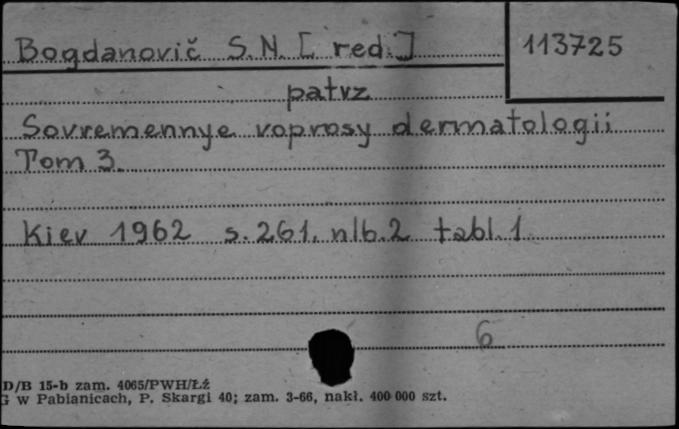 Bogdanovič S.N. [red.]
113725
patrz
Sovremennye voprosy dermatologii
Tom 3.
Kiev 1962 s. 261, nlb. 2 tabl. 1
6
D/B 15-b zam. 4065/PWH/Łź
G w Pabianicach, P. Skargi 40; zam. 3-66, nakł. 400 000 szt.